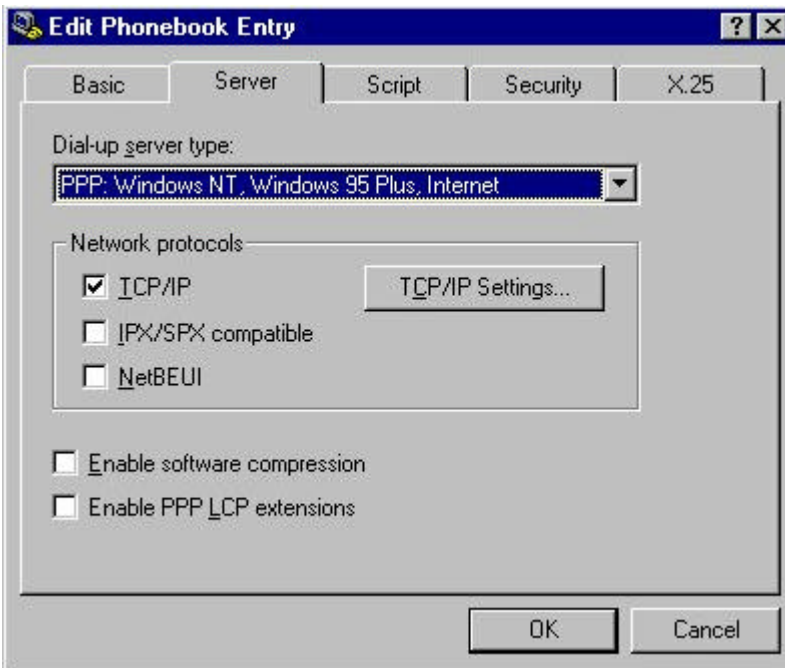 Edit Phonebook Entry
Basic Server Script Security X.25
Dial-up server type:
PPP: Windows NT, Windows 95 Plus, Internet
Network protocols
TCP/IP TCP/IP Settings...
IPX/SPX compatible
NetBEUI
Enable software compression
Enable PPP LCP extensions
OK Cancel